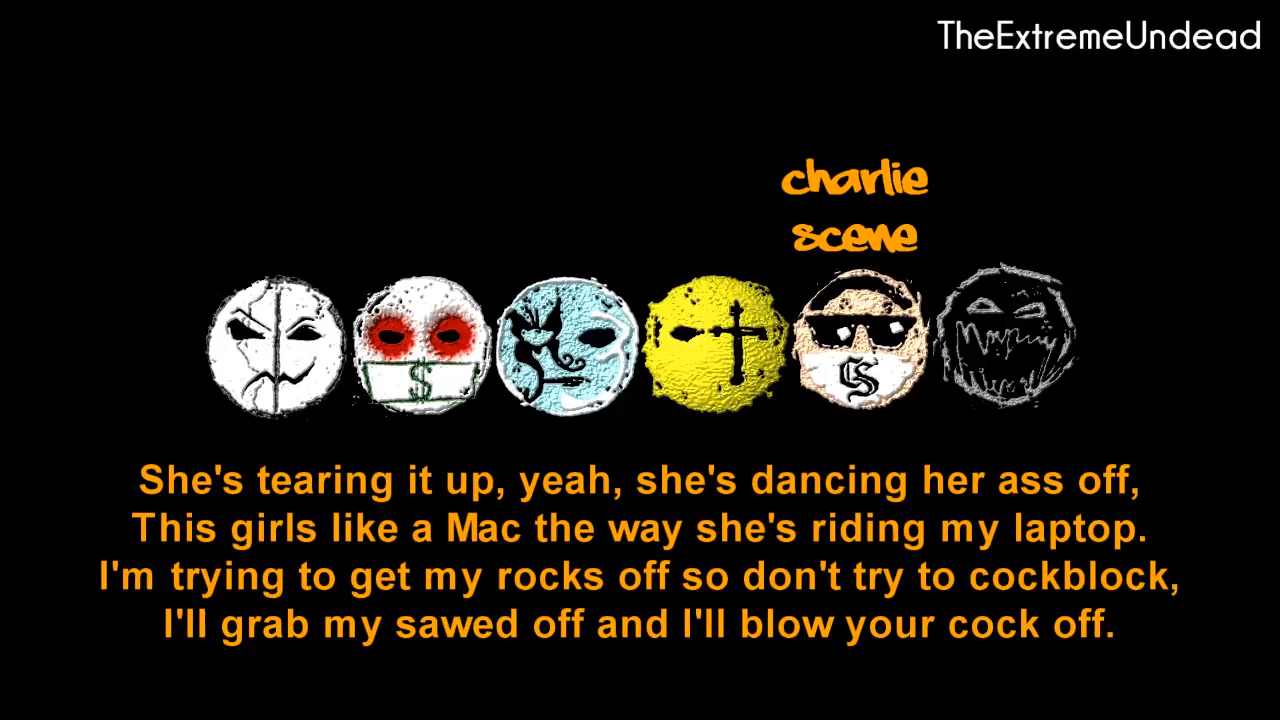 TheExtremeUndead
charlie
scene
$
CS
She's tearing it up, yeah, she's dancing her ass off,
This girls like a Mac the way she's riding my laptop.
I'm trying to get my rocks off so don't try to cockblock,
I'll grab my sawed off and I'll blow your cock off.